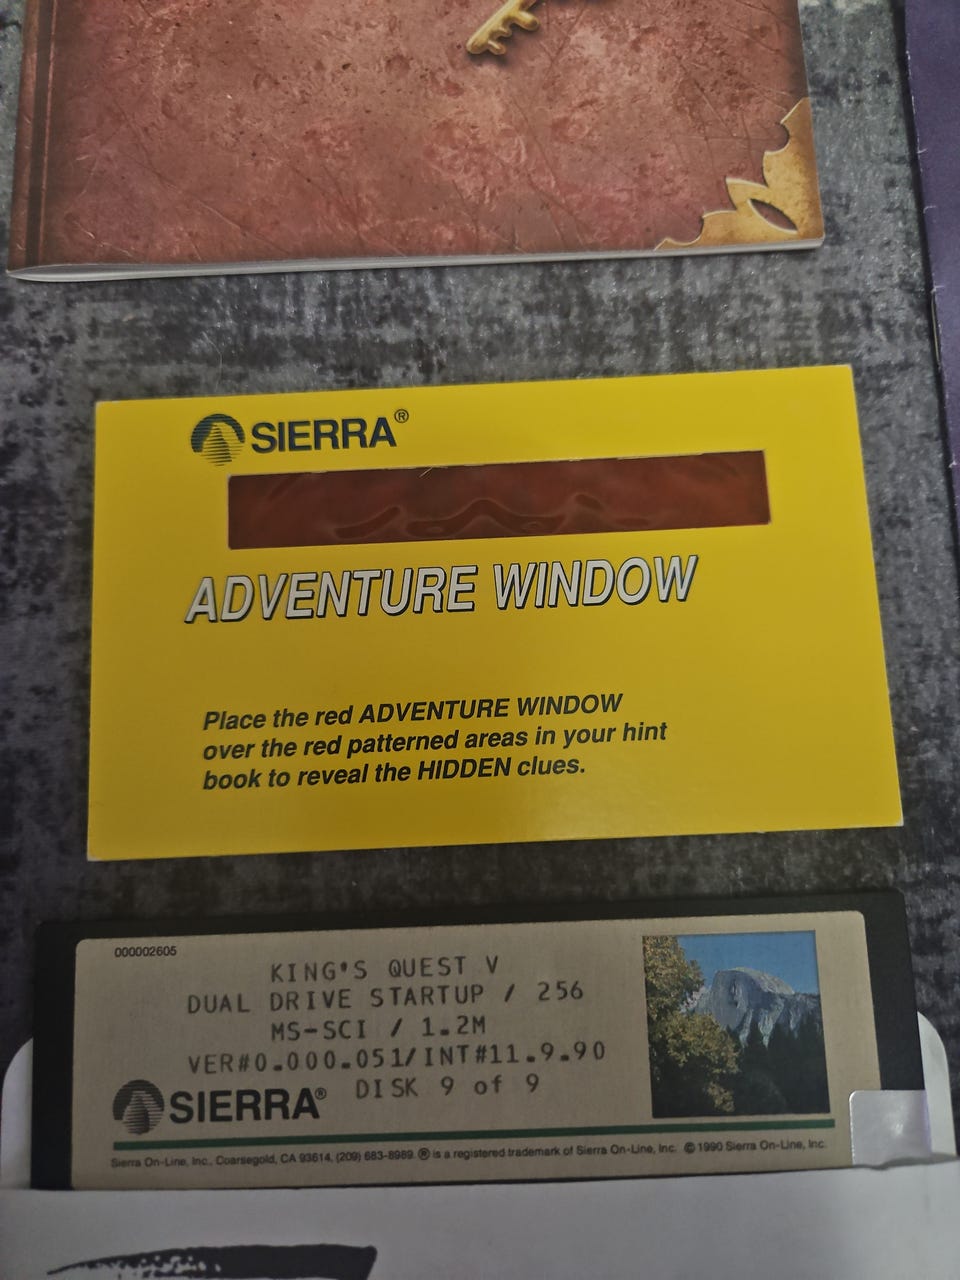 SIERRA®
ADVENTURE WINDOW
Place the red ADVENTURE WINDOW
over the red patterned areas in your hint
book to reveal the HIDDEN clues.
000002605
KING'S QUEST V
DUAL DRIVE STARTUP / 256
MS-SCI / 1.2M
VER#0.000.051/INT#11.9.90
DISK 9 of 9
SIERRA®
Sierra On-Line, Inc., Coarsegold, CA 93614, (209) 683-8989. ® is a registered trademark of Sierra On-Line, Inc. © 1990 Sierra On-Line, Inc.